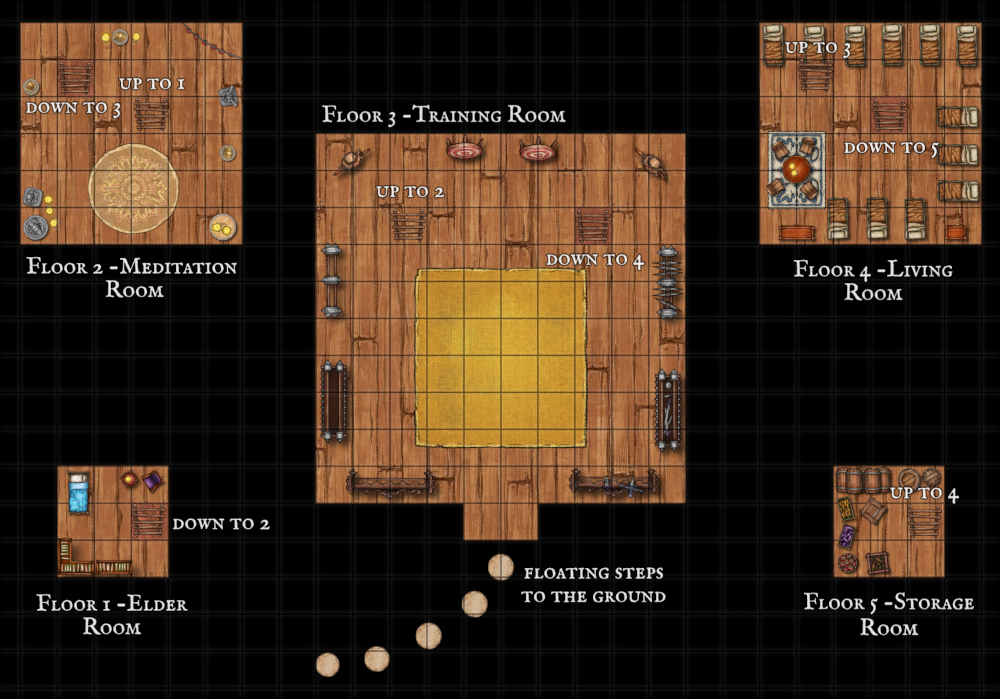 UP TO 1
DOWN TO 3
Floor 2 -Meditation
Room
Floor 3 -Training Room
UP TO 2
DOWN TO 4
UP TO 3
DOWN TO 5
Floor 4 -Living
Room
DOWN TO 2
Floor 1 -Elder
Room
FLOATING STEPS
TO THE GROUND
UP TO 4
Floor 5 -Storage
Room